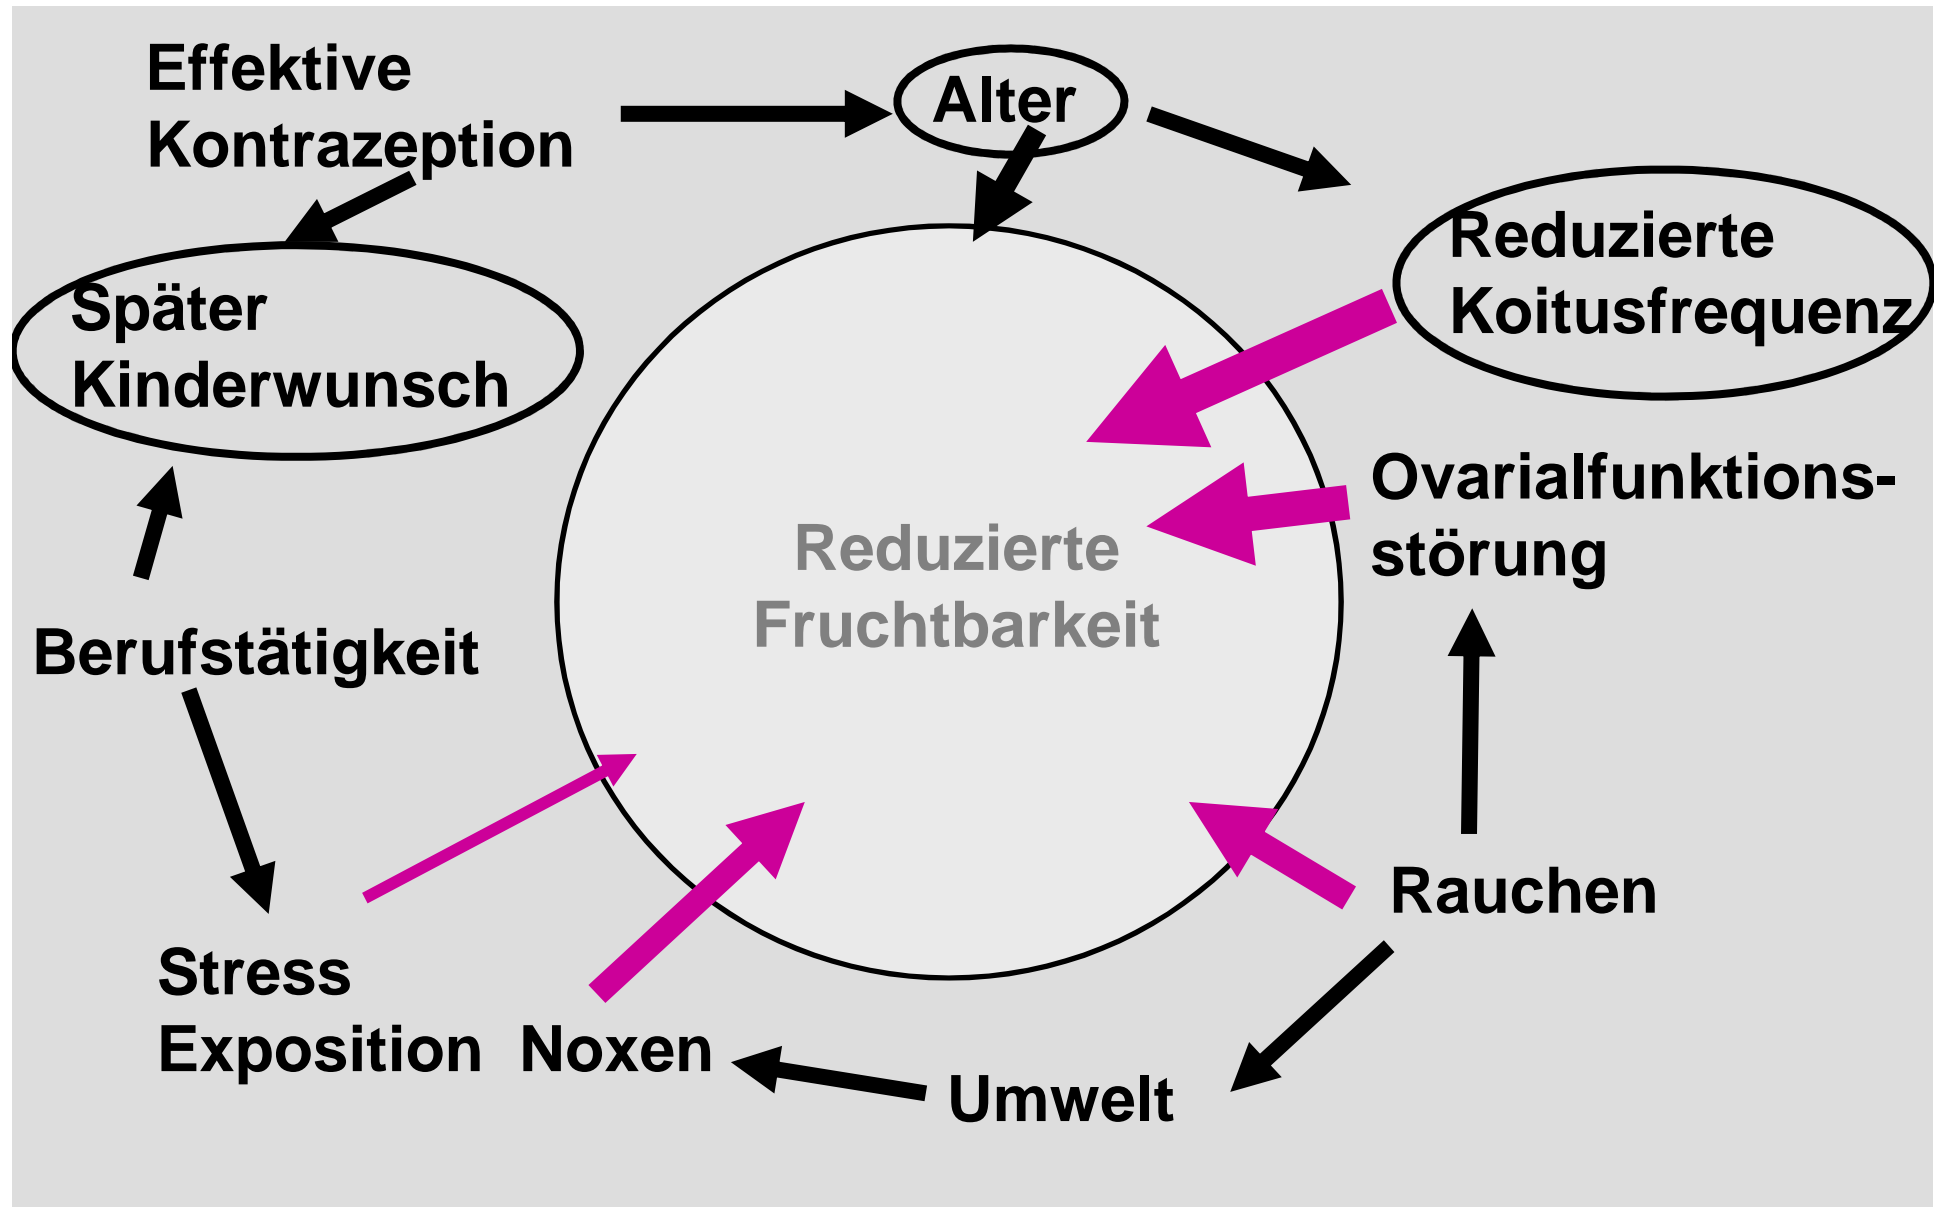 Effektive
Kontrazeption
Alter
Reduzierte
Koitusfrequenz
Später
Kinderwunsch
Ovarialfunktions-
störung
Reduzierte
Fruchtbarkeit
Berufstätigkeit
Rauchen
Stress
Exposition
Noxen
Umwelt